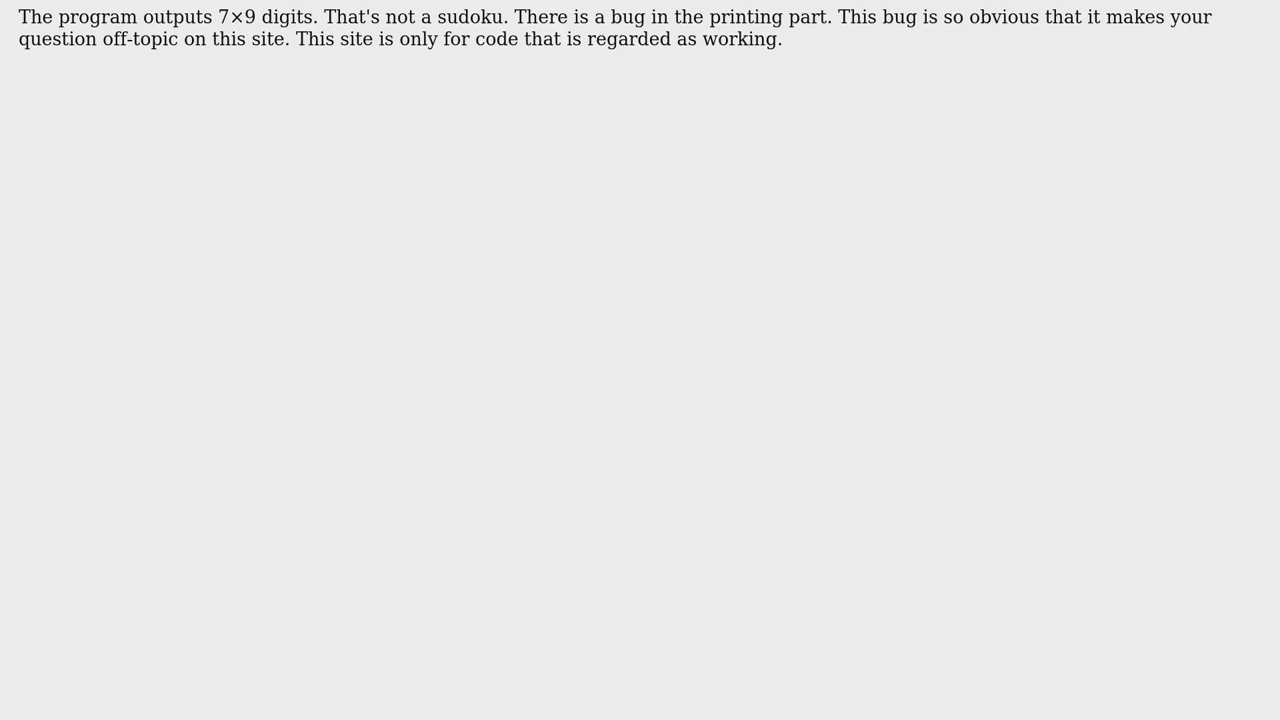 The program outputs 7×9 digits. That's not a sudoku. There is a bug in the printing part. This bug is so obvious that it makes your
question off-topic on this site. This site is only for code that is regarded as working.